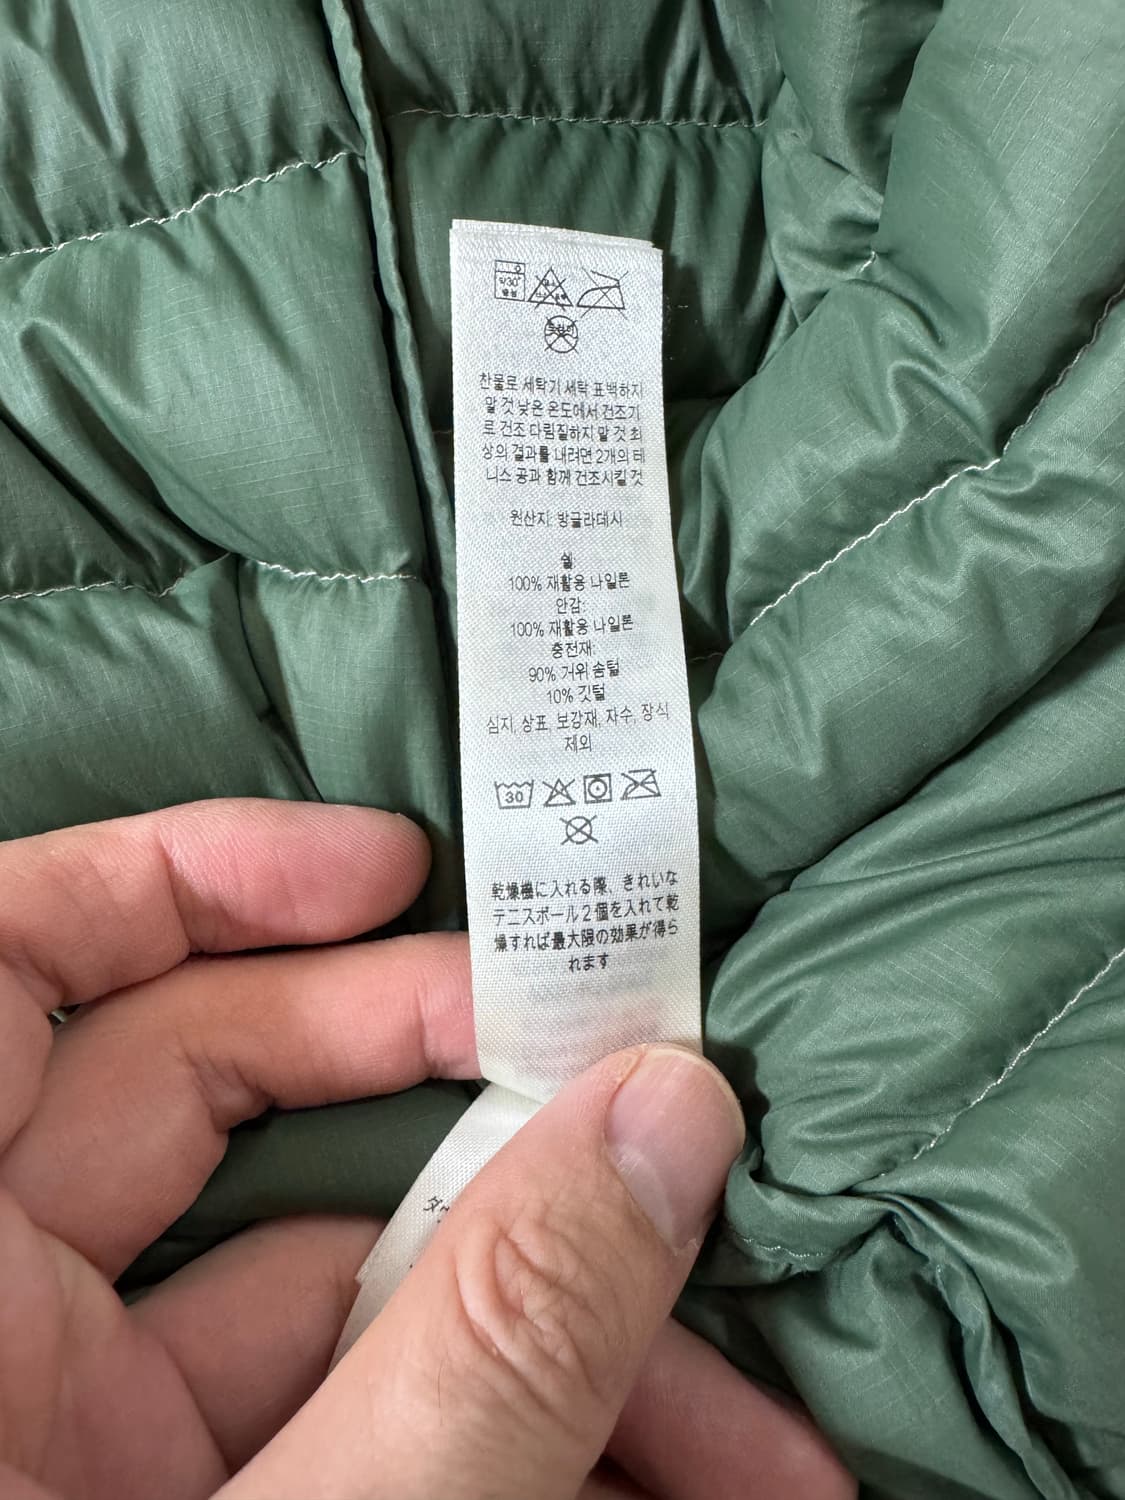 찬물로 세탁기 세탁 표백하지
말 것 낮은 온도에서 건조기
로 건조 다림질하지 말 것 최
상의 결과를 내려면 2개의 테
니스 공과 함께 건조시킬 것
원산지: 방글라데시
쉘:
100% 재활용 나일론
안감:
100% 재활용 나일론
충전재:
90% 거위 솜털
10% 깃털
심지, 상표, 보강재, 자수, 장식
제외
30
乾燥機に入れる際、きれいな
テニスボール2個を入れて乾
燥すれば最大限の効果が得ら
れます